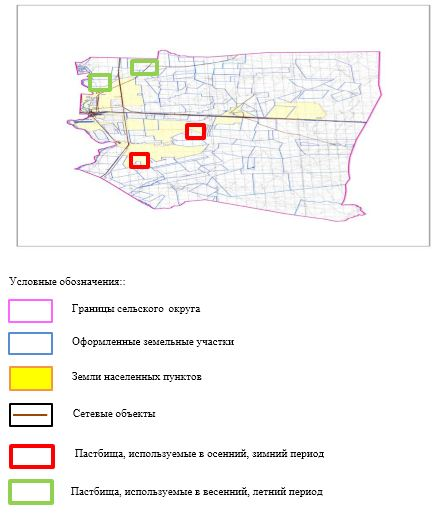 Условные обозначения::
Границы сельского округа
Оформленные земельные участки
Земли населенных пунктов
Сетевые объекты
Пастбища, используемые в осенний, зимний период
Пастбища, используемые в весенний, летний период